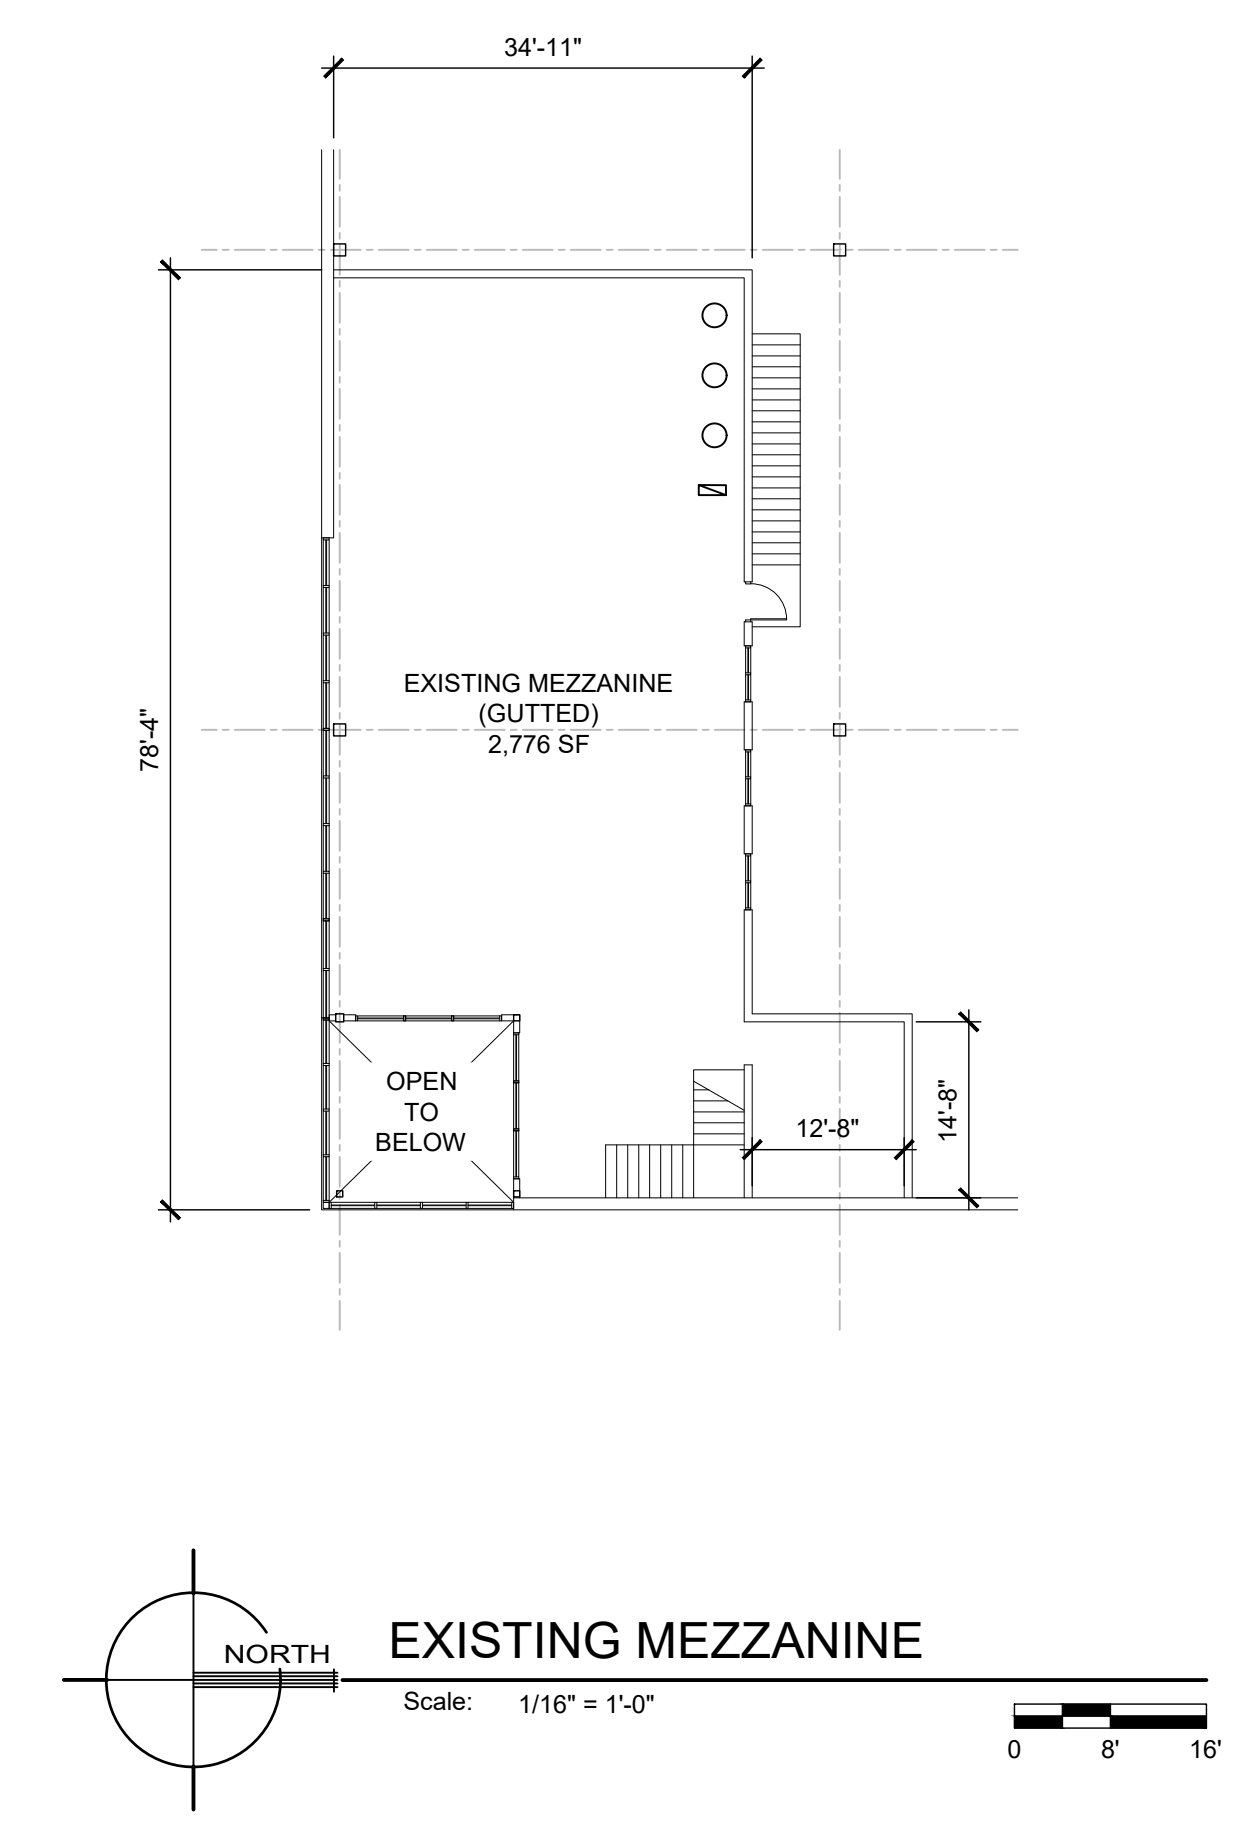 34'-11"
78'-4"
EXISTING MEZZANINE
(GUTTED)
2,776 SF
OPEN
TO
BELOW
12'-8"
14'-8"
NORTH
EXISTING MEZZANINE
Scale: 1/16" = 1'-0"
0 8' 16'